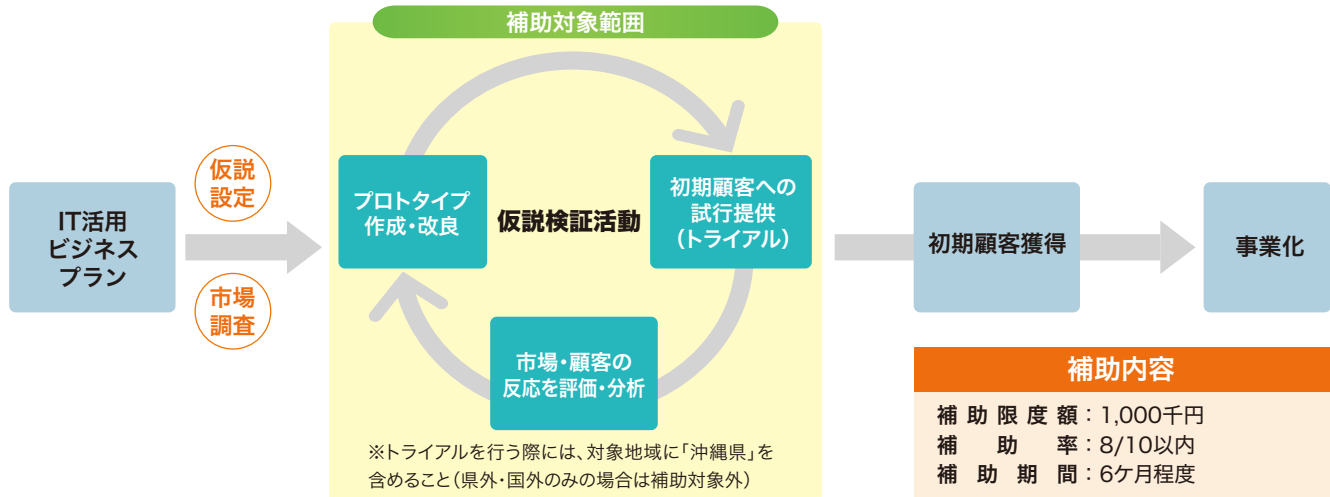 補助対象範囲
IT活用
ビジネス
プラン
仮説
設定
市場
調査
プロトタイプ
作成・改良
仮説検証活動
初期顧客への
試行提供
（トライアル）
市場・顧客の
反応を評価・分析
※トライアルを行う際には、対象地域に「沖縄県」を
含めること（県外・国外のみの場合は補助対象外）
初期顧客獲得
事業化
補助内容
補助限度額：1,000千円
補助率：8/10以内
補助期間：6ケ月程度